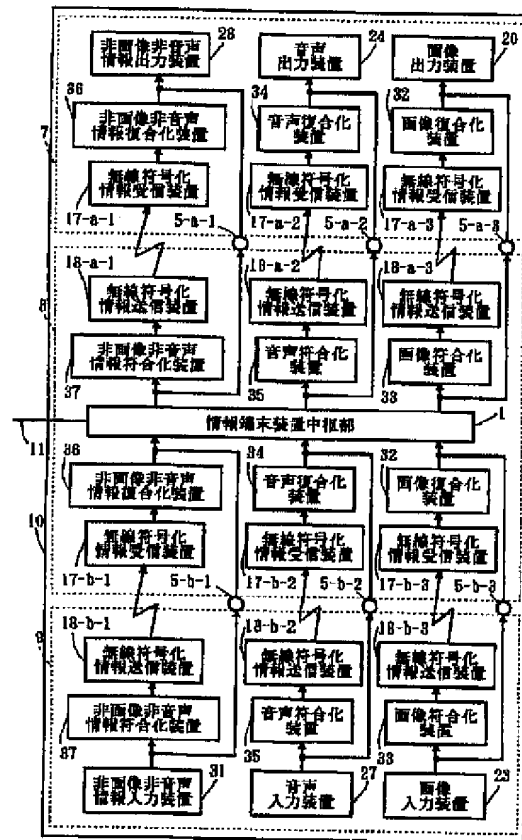 非画像非音声
情報出力装置
28
音声
出力装置
24
画像
出力装置
20
36
非画像非音声
情報復合化装置
34
音声復合化
装置
32
画像復合化
装置
7
無線符号化
情報受信装置
無線符号化
情報受信装置
無線符号化
情報受信装置
17-a-1
5-a-1
17-a-2
5-a-2
17-a-3
5-a-3
18-a-1
18-a-2
18-a-3
無線符号化
情報送信装置
無線符号化
情報送信装置
無線符号化
情報送信装置
8
非画像非音声
情報符合化装置
音声符合化
装置
画像符合化
装置
37
35
33
情報端末装置中枢部
1
11
36
非画像非音声
情報復合化装置
34
音声復合化
装置
32
画像復合化
装置
10
無線符号化
情報受信装置
無線符号化
情報受信装置
無線符号化
情報受信装置
17-b-1
5-b-1
17-b-2
5-b-2
17-b-3
5-b-3
18-b-1
18-b-2
18-b-3
無線符号化
情報送信装置
無線符号化
情報送信装置
無線符号化
情報送信装置
9
非画像非音声
情報符合化装置
音声符合化
装置
画像符合化
装置
37
35
33
非画像非音声
情報入力装置
31
音声
入力装置
27
画像
入力装置
23